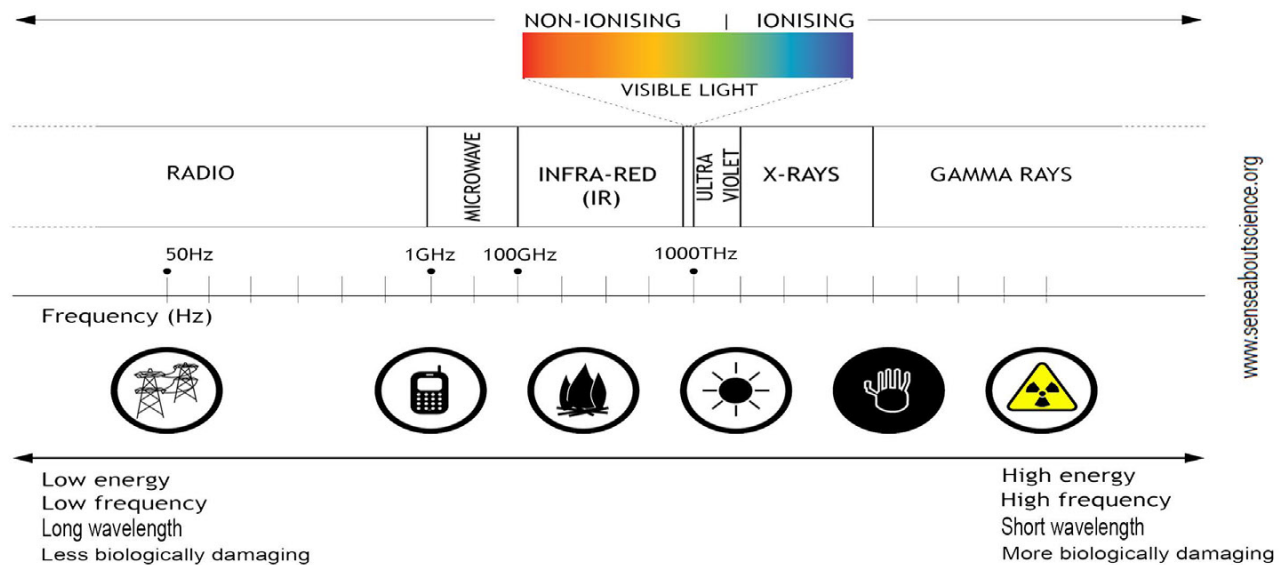 NON-IONISING | IONISING
VISIBLE LIGHT
RADIO
MICROWAVE
INFRA-RED
(IR)
ULTRA
VIOLET
X-RAYS
GAMMA RAYS
50Hz
1GHz
100GHz
1000THz
Frequency (Hz)
Low energy
Low frequency
Long wavelength
Less biologically damaging
High energy
High frequency
Short wavelength
More biologically damaging
www.senseaboutscience.org